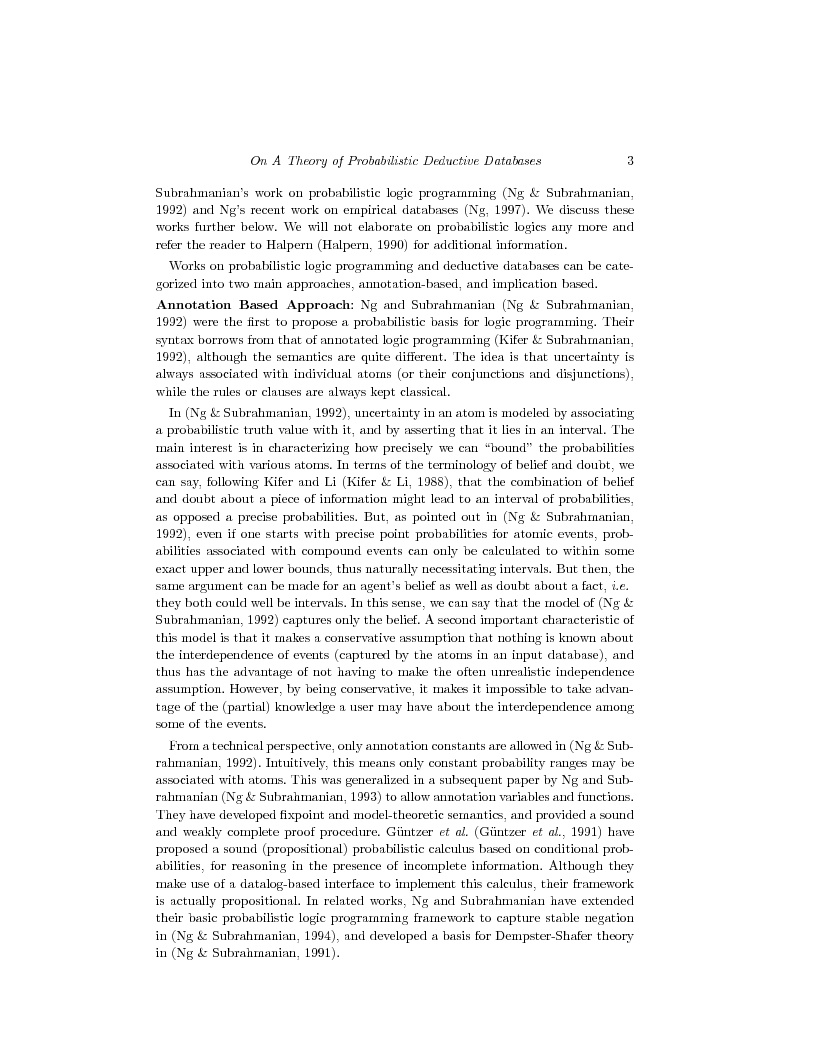 On A Theory of Probabilistic Deductive Databases 3
Subrahmanian's work on probabilistic logic programming (Ng & Subrahmanian,
1992) and Ng's recent work on empirical databases (Ng, 1997). We discuss these
works further below. We will not elaborate on probabilistic logics any more and
refer the reader to Halpern (Halpern, 1990) for additional information.
Works on probabilistic logic programming and deductive databases can be cate-
gorized into two main approaches, annotation-based, and implication based.
Annotation Based Approach: Ng and Subrahmanian (Ng & Subrahmanian,
1992) were the first to propose a probabilistic basis for logic programming. Their
syntax borrows from that of annotated logic programming (Kifer & Subrahmanian,
1992), although the semantics are quite different. The idea is that uncertainty is
always associated with individual atoms (or their conjunctions and disjunctions),
while the rules or clauses are always kept classical.
In (Ng & Subrahmanian, 1992), uncertainty in an atom is modeled by associating
a probabilistic truth value with it, and by asserting that it lies in an interval. The
main interest is in characterizing how precisely we can “bound” the probabilities
associated with various atoms. In terms of the terminology of belief and doubt, we
can say, following Kifer and Li (Kifer & Li, 1988), that the combination of belief
and doubt about a piece of information might lead to an interval of probabilities,
as opposed a precise probabilities. But, as pointed out in (Ng & Subrahmanian,
1992), even if one starts with precise point probabilities for atomic events, prob-
abilities associated with compound events can only be calculated to within some
exact upper and lower bounds, thus naturally necessitating intervals. But then, the
same argument can be made for an agent's belief as well as doubt about a fact, i.e.
they both could well be intervals. In this sense, we can say that the model of (Ng &
Subrahmanian, 1992) captures only the belief. A second important characteristic of
this model is that it makes a conservative assumption that nothing is known about
the interdependence of events (captured by the atoms in an input database), and
thus has the advantage of not having to make the often unrealistic independence
assumption. However, by being conservative, it makes it impossible to take advan-
tage of the (partial) knowledge a user may have about the interdependence among
some of the events.
From a technical perspective, only annotation constants are allowed in (Ng & Sub-
rahmanian, 1992). Intuitively, this means only constant probability ranges may be
associated with atoms. This was generalized in a subsequent paper by Ng and Sub-
rahmanian (Ng & Subrahmanian, 1993) to allow annotation variables and functions.
They have developed fixpoint and model-theoretic semantics, and provided a sound
and weakly complete proof procedure. Güntzer et al. (Güntzer et al., 1991) have
proposed a sound (propositional) probabilistic calculus based on conditional prob-
abilities, for reasoning in the presence of incomplete information. Although they
make use of a datalog-based interface to implement this calculus, their framework
is actually propositional. In related works, Ng and Subrahmanian have extended
their basic probabilistic logic programming framework to capture stable negation
in (Ng & Subrahmanian, 1994), and developed a basis for Dempster-Shafer theory
in (Ng & Subrahmanian, 1991).